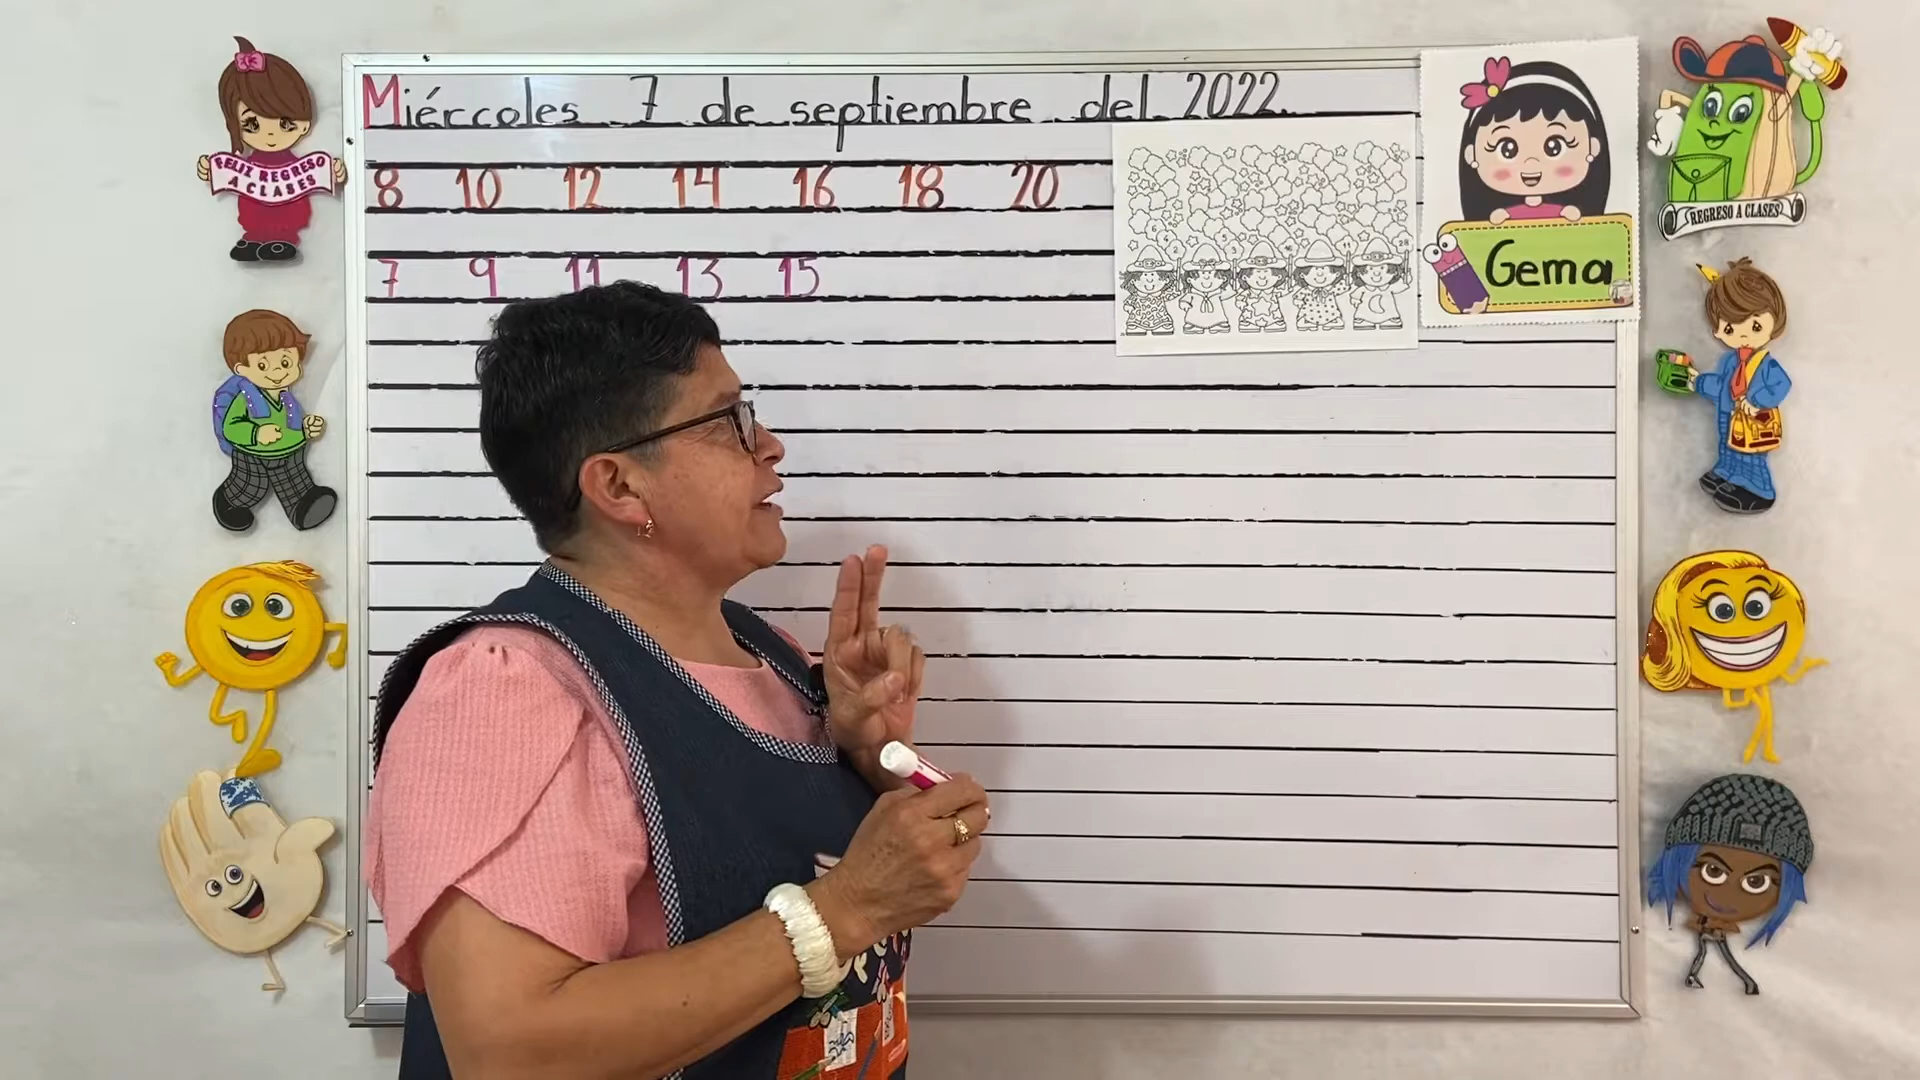 Miércoles 7 de septiembre del 2022.
8 10 12 14 16 18 20
7 9 11 13 15
Gema
FELIZ REGRESO
A CLASES
REGRESO A CLASES